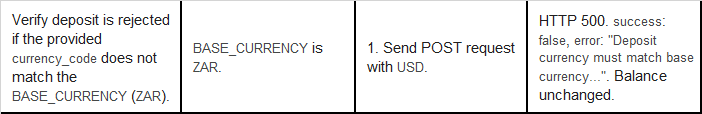 Verify deposit is rejected
if the provided
currency_code does not
match the
BASE_CURRENCY (ZAR).
BASE_CURRENCY is
ZAR.
1. Send POST request
with USD.
HTTP 500. success:
false, error: "Deposit
currency must match base
currency...". Balance
unchanged.